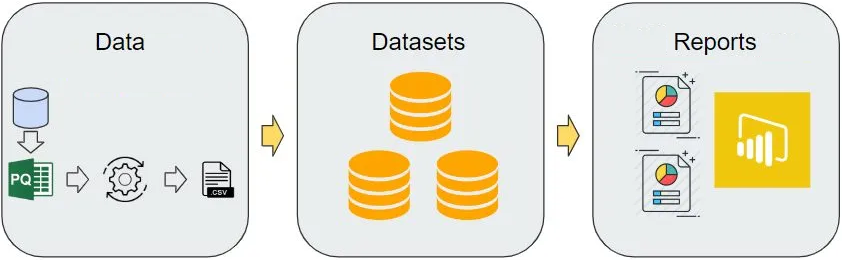 Data
Datasets
Reports
PQ
.CSV